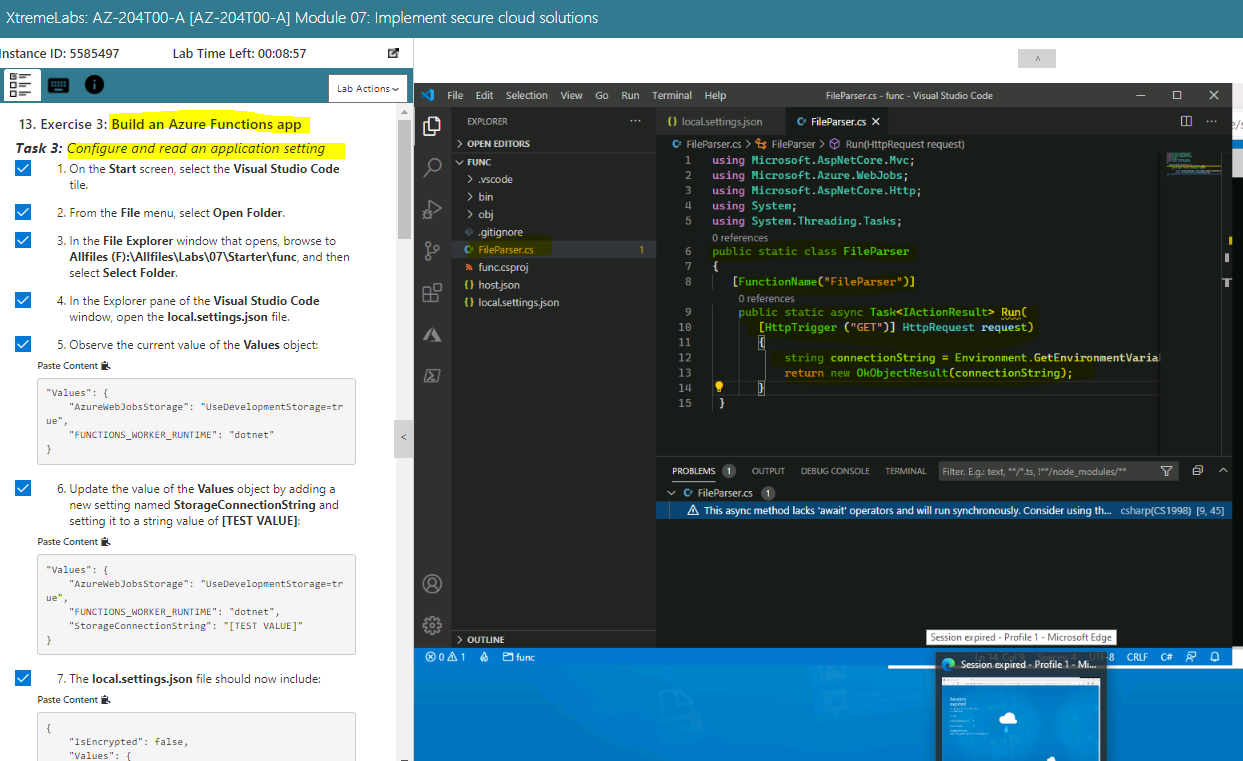 XtremeLabs: AZ-204T00-A [AZ-204T00-A] Module 07: Implement secure cloud solutions
Instance ID: 5585497
Lab Time Left: 00:08:57
Lab Actions
13. Exercise 3: Build an Azure Functions app
Task 3: Configure and read an application setting
1. On the Start screen, select the Visual Studio Code
tile.
2. From the File menu, select Open Folder.
3. In the File Explorer window that opens, browse to
Allfiles (F):\Allfiles\Labs\07\Starter\func, and then
select Select Folder.
4. In the Explorer pane of the Visual Studio Code
window, open the local.settings.json file.
5. Observe the current value of the Values object:
Paste Content
"Values": {
"AzureWebJobsStorage": "UseDevelopmentStorage=tr
ue",
"FUNCTIONS_WORKER_RUNTIME": "dotnet"
}
6. Update the value of the Values object by adding a
new setting named StorageConnectionString and
setting it to a string value of [TEST VALUE]:
Paste Content
"Values": {
"AzureWebJobsStorage": "UseDevelopmentStorage=tr
ue",
"FUNCTIONS_WORKER_RUNTIME": "dotnet",
"StorageConnectionString": "[TEST VALUE]"
}
7. The local.settings.json file should now include:
Paste Content
{
"IsEncrypted": false,
"Values": {
File Edit Selection View Go Run Terminal Help
FileParser.cs - func - Visual Studio Code
EXPLORER
OPEN EDITORS
FUNC
.vscode
bin
obj
.gitignore
FileParser.cs 1
func.csproj
host.json
local.settings.json
OUTLINE
local.settings.json
FileParser.cs
FileParser.cs > FileParser > Run(HttpRequest request)
1 using Microsoft.AspNetCore.Mvc;
2 using Microsoft.Azure.WebJobs;
3 using Microsoft.AspNetCore.Http;
4 using System;
5 using System.Threading.Tasks;
0 references
6 public static class FileParser
7 {
8 [FunctionName("FileParser")]
0 references
9 public static async Task<IActionResult> Run(
10 [HttpTrigger ("GET")] HttpRequest request)
11 {
12 string connectionString = Environment.GetEnvironmentVaria
13 return new OkObjectResult(connectionString);
14 }
15 }
PROBLEMS 1 OUTPUT DEBUG CONSOLE TERMINAL
Filter. E.g.: text, **/*.ts, !**/node_modules/**
FileParser.cs 1
This async method lacks 'await' operators and will run synchronously. Consider using th... csharp(CS1998) [9, 45]
Session expired - Profile 1 - Microsoft Edge
0 1 func
CRLF C#
Session expired - Profile 1 - Mi...
Session
expired